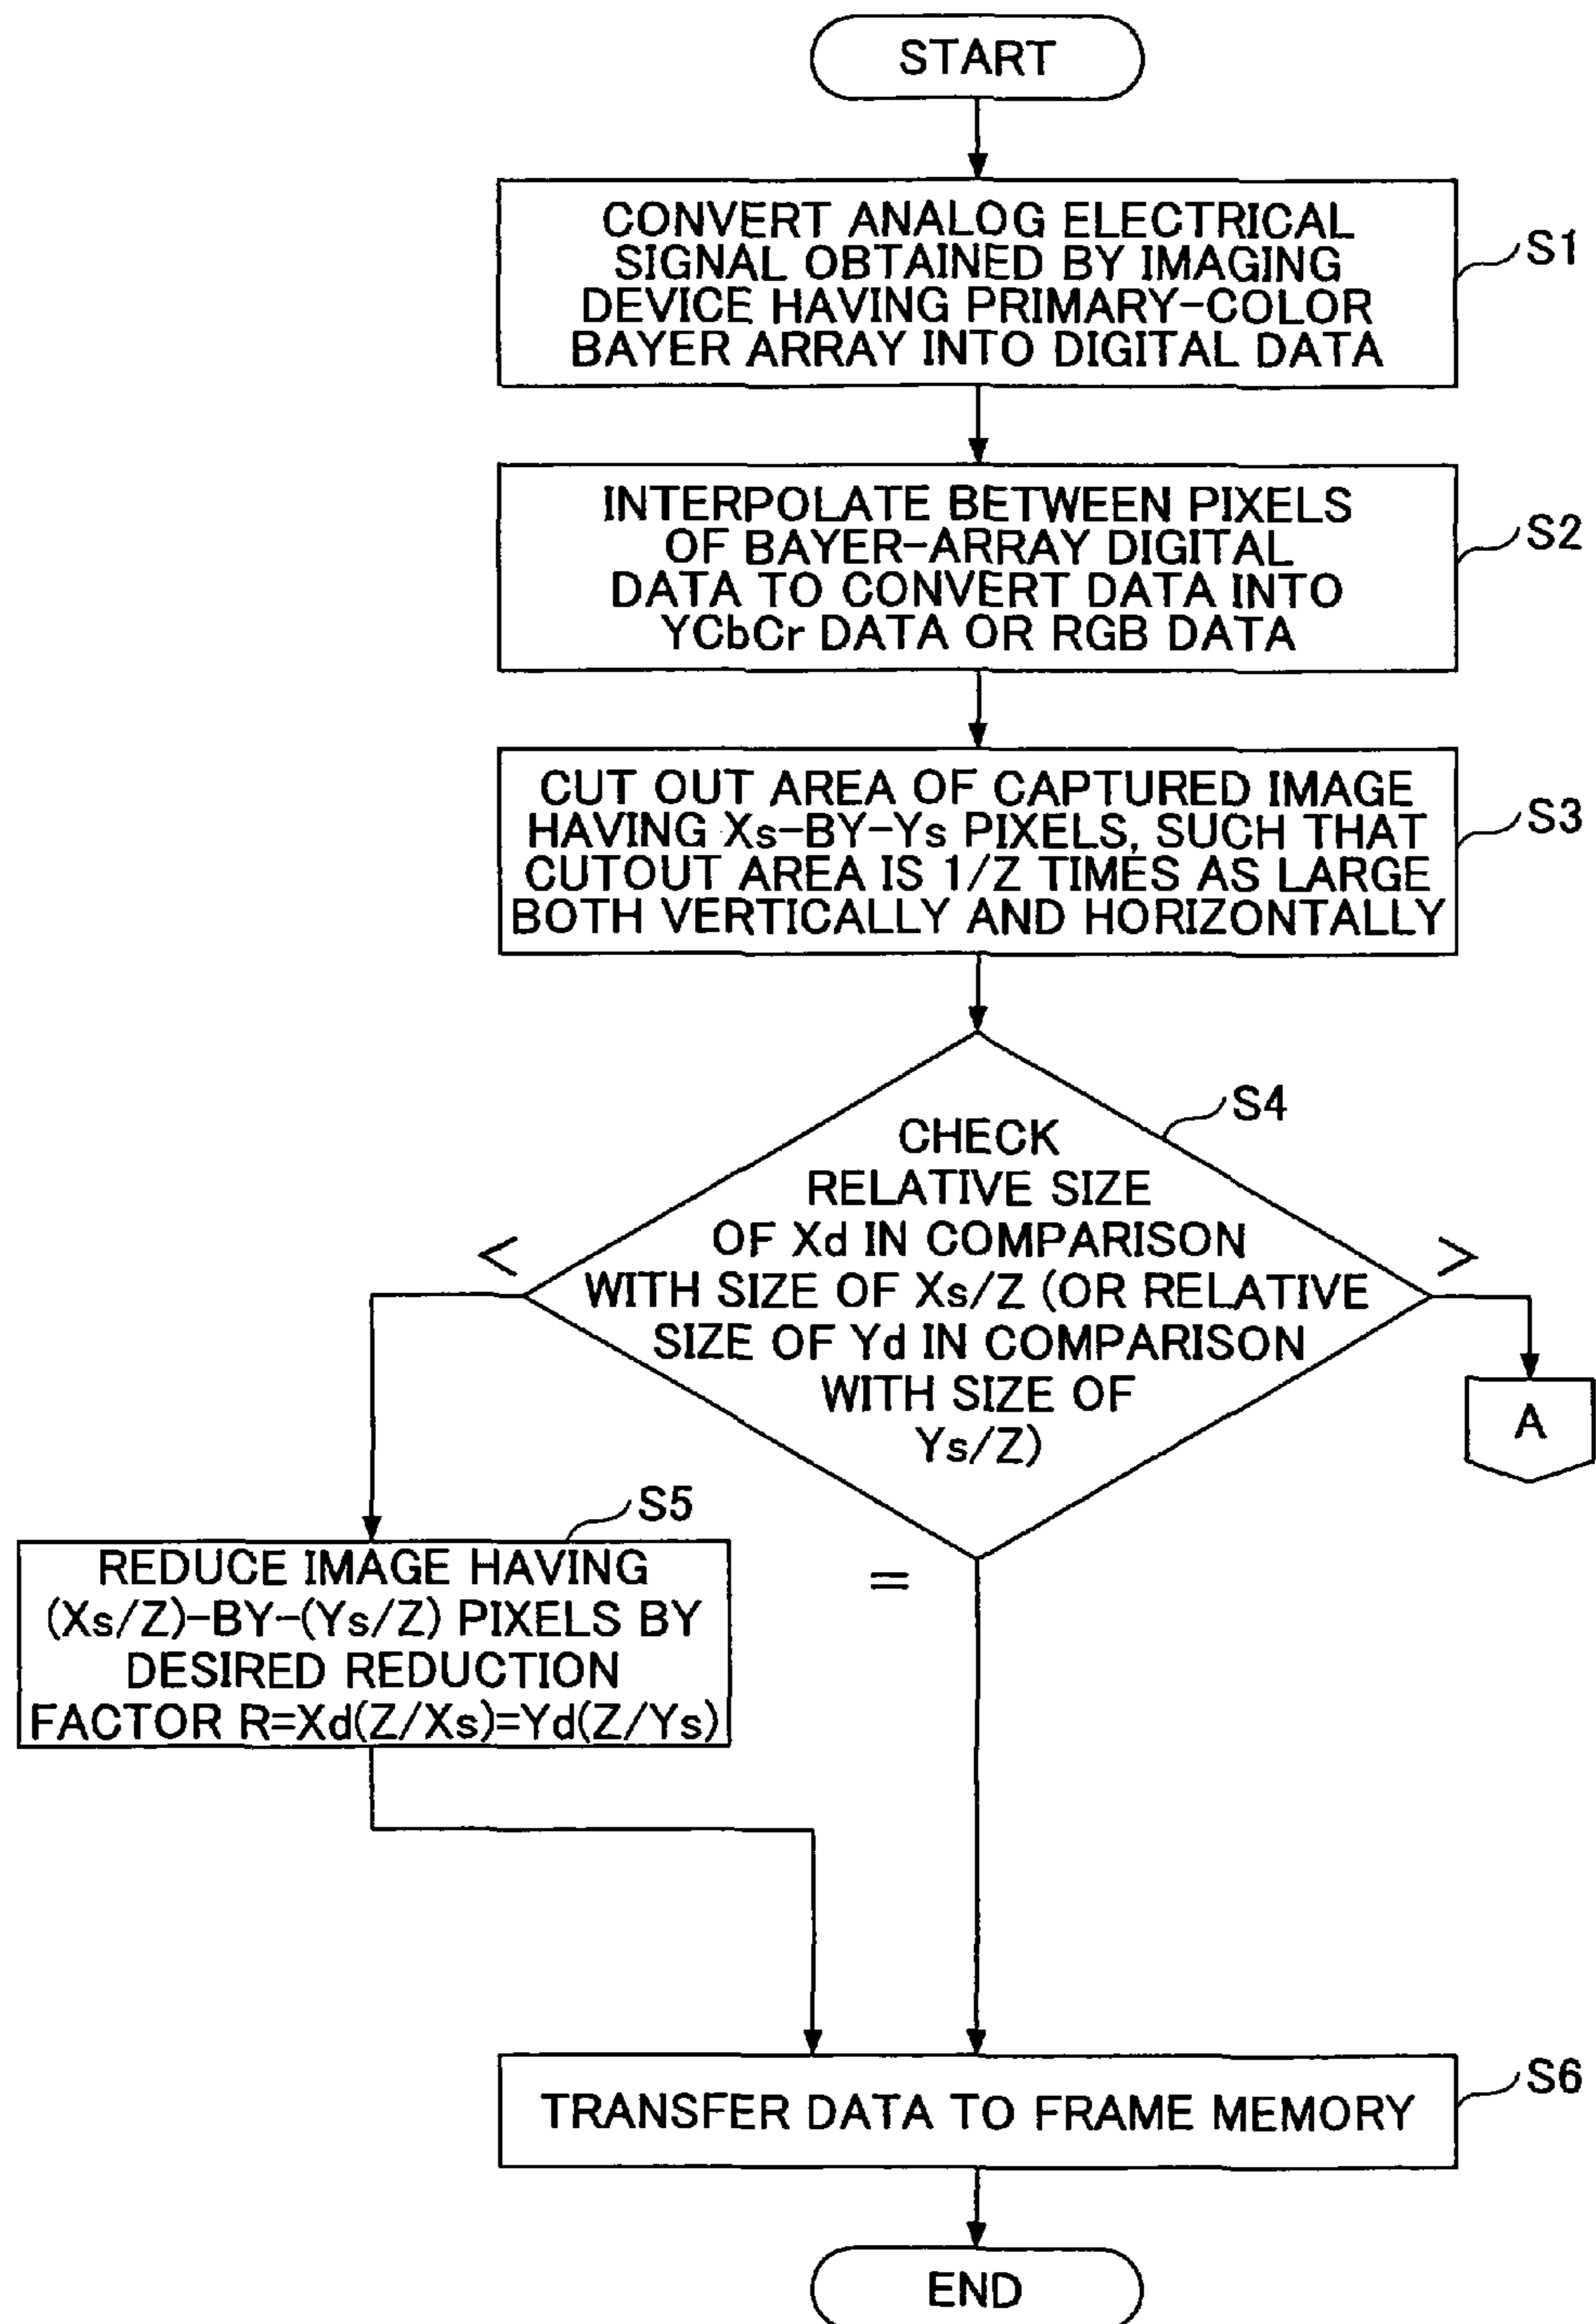 START
CONVERT ANALOG ELECTRICAL
SIGNAL OBTAINED BY IMAGING
DEVICE HAVING PRIMARY-COLOR
BAYER ARRAY INTO DIGITAL DATA
S1
INTERPOLATE BETWEEN PIXELS
OF BAYER-ARRAY DIGITAL
DATA TO CONVERT DATA INTO
YCbCr DATA OR RGB DATA
S2
CUT OUT AREA OF CAPTURED IMAGE
HAVING Xs-BY-Ys PIXELS, SUCH THAT
CUTOUT AREA IS 1/Z TIMES AS LARGE
BOTH VERTICALLY AND HORIZONTALLY
S3
S4
CHECK
RELATIVE SIZE
OF Xd IN COMPARISON
WITH SIZE OF Xs/Z (OR RELATIVE
SIZE OF Yd IN COMPARISON
WITH SIZE OF
Ys/Z)
<
>
A
=
S5
REDUCE IMAGE HAVING
(Xs/Z)-BY-(Ys/Z) PIXELS BY
DESIRED REDUCTION
FACTOR R=Xd(Z/Xs)=Yd(Z/Ys)
TRANSFER DATA TO FRAME MEMORY
S6
END